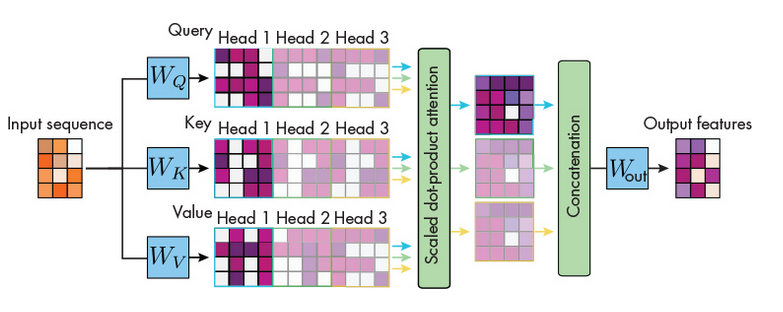 Query
Head 1 Head 2 Head 3
W_Q
Input sequence
Key
Head 1 Head 2 Head 3
W_K
Value
Head 1 Head 2 Head 3
W_V
Scaled dot-product attention
Concatenation
W_out
Output features